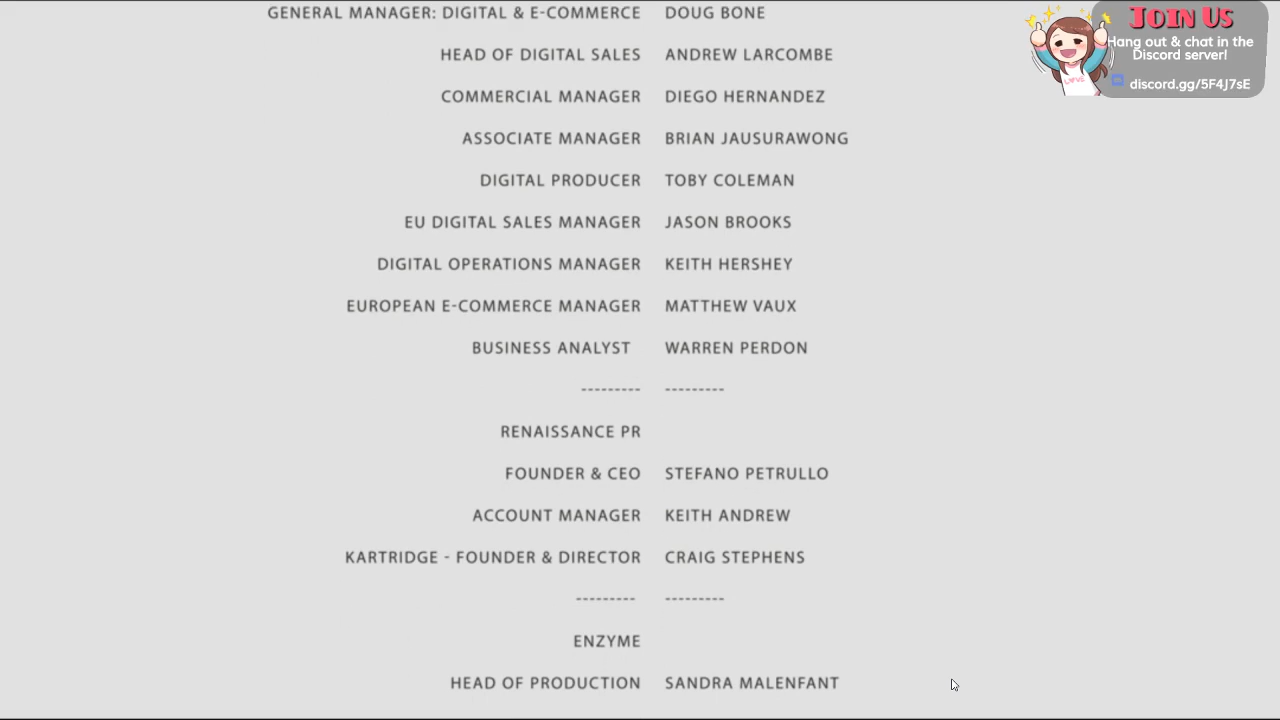 GENERAL MANAGER: DIGITAL & E-COMMERCE DOUG BONE
HEAD OF DIGITAL SALES ANDREW LARCOMBE
COMMERCIAL MANAGER DIEGO HERNANDEZ
ASSOCIATE MANAGER BRIAN JAUSURAWONG
DIGITAL PRODUCER TOBY COLEMAN
EU DIGITAL SALES MANAGER JASON BROOKS
DIGITAL OPERATIONS MANAGER KEITH HERSHEY
EUROPEAN E-COMMERCE MANAGER MATTHEW VAUX
BUSINESS ANALYST WARREN PERDON
--------- ---------
RENAISSANCE PR
FOUNDER & CEO STEFANO PETRULLO
ACCOUNT MANAGER KEITH ANDREW
KARTRIDGE - FOUNDER & DIRECTOR CRAIG STEPHENS
--------- ---------
ENZYME
HEAD OF PRODUCTION SANDRA MALENFANT
JOIN US
Hang out & chat in the
Discord server!
discord.gg/5F4J7sE
LOVE